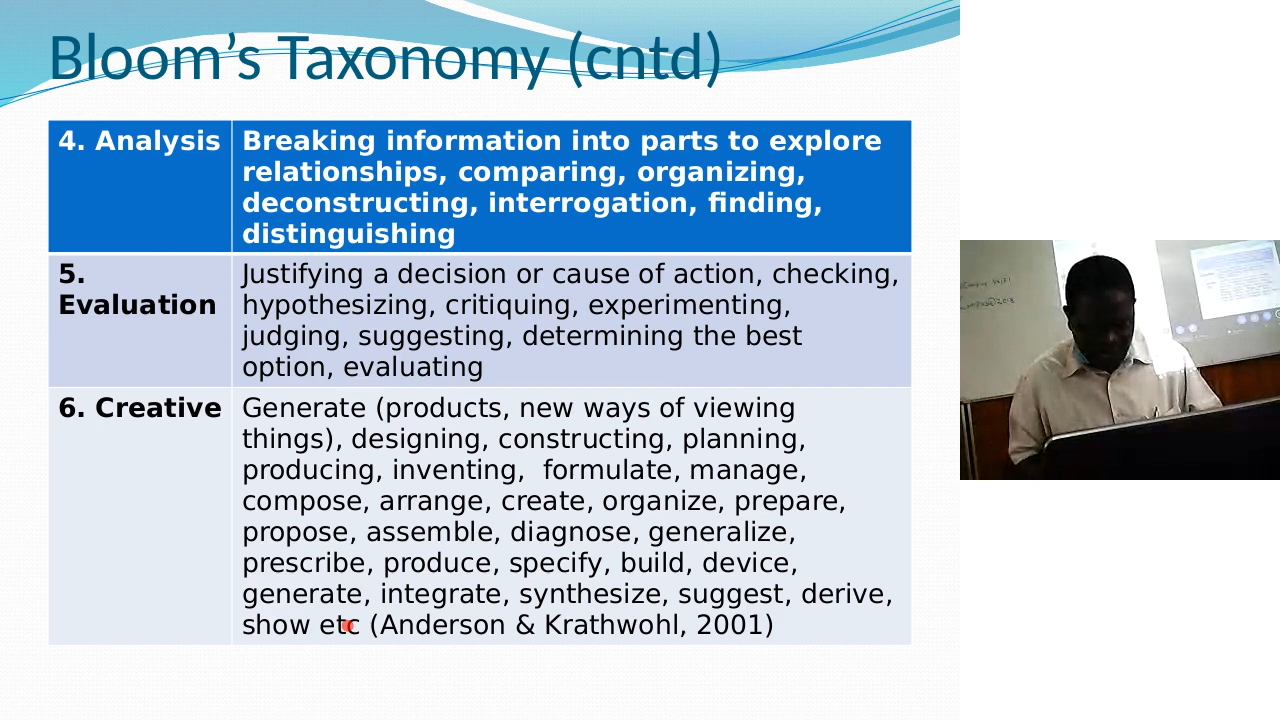 Bloom’s Taxonomy (cntd)
4. Analysis
Breaking information into parts to explore
relationships, comparing, organizing,
deconstructing, interrogation, finding,
distinguishing
5.
Evaluation
Justifying a decision or cause of action, checking,
hypothesizing, critiquing, experimenting,
judging, suggesting, determining the best
option, evaluating
6. Creative
Generate (products, new ways of viewing
things), designing, constructing, planning,
producing, inventing,  formulate, manage,
compose, arrange, create, organize, prepare,
propose, assemble, diagnose, generalize,
prescribe, produce, specify, build, device,
generate, integrate, synthesize, suggest, derive,
show etc (Anderson & Krathwohl, 2001)